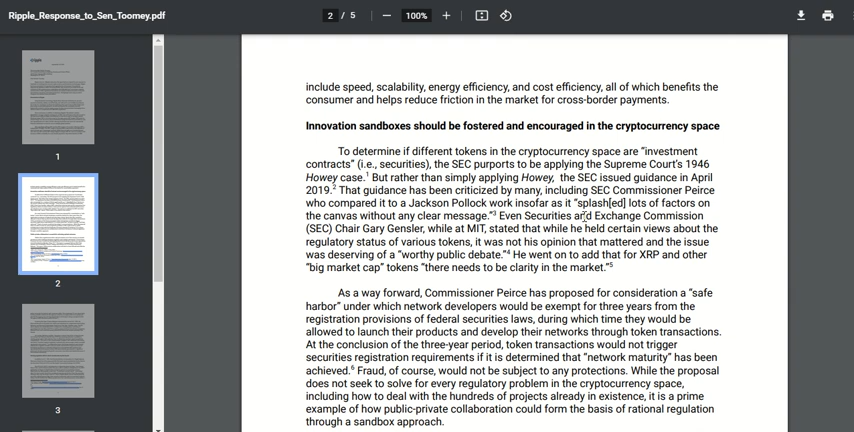 Ripple_Response_to_Sen_Toomey.pdf
2 / 5
100%
1
2
3
include speed, scalability, energy efficiency, and cost efficiency, all of which benefits the
consumer and helps reduce friction in the market for cross-border payments.
Innovation sandboxes should be fostered and encouraged in the cryptocurrency space
To determine if different tokens in the cryptocurrency space are “investment
contracts” (i.e., securities), the SEC purports to be applying the Supreme Court’s 1946
Howey case.1 But rather than simply applying Howey, the SEC issued guidance in April
2019.2 That guidance has been criticized by many, including SEC Commissioner Peirce
who compared it to a Jackson Pollock work insofar as it “splash[ed] lots of factors on
the canvas without any clear message.”3 Even Securities and Exchange Commission
(SEC) Chair Gary Gensler, while at MIT, stated that while he held certain views about the
regulatory status of various tokens, it was not his opinion that mattered and the issue
was deserving of a “worthy public debate.”4 He went on to add that for XRP and other
“big market cap” tokens “there needs to be clarity in the market.”5
As a way forward, Commissioner Peirce has proposed for consideration a “safe
harbor” under which network developers would be exempt for three years from the
registration provisions of federal securities laws, during which time they would be
allowed to launch their products and develop their networks through token transactions.
At the conclusion of the three-year period, token transactions would not trigger
securities registration requirements if it is determined that “network maturity” has been
achieved.6 Fraud, of course, would not be subject to any protections. While the proposal
does not seek to solve for every regulatory problem in the cryptocurrency space,
including how to deal with the hundreds of projects already in existence, it is a prime
example of how public-private collaboration could form the basis of rational regulation
through a sandbox approach.